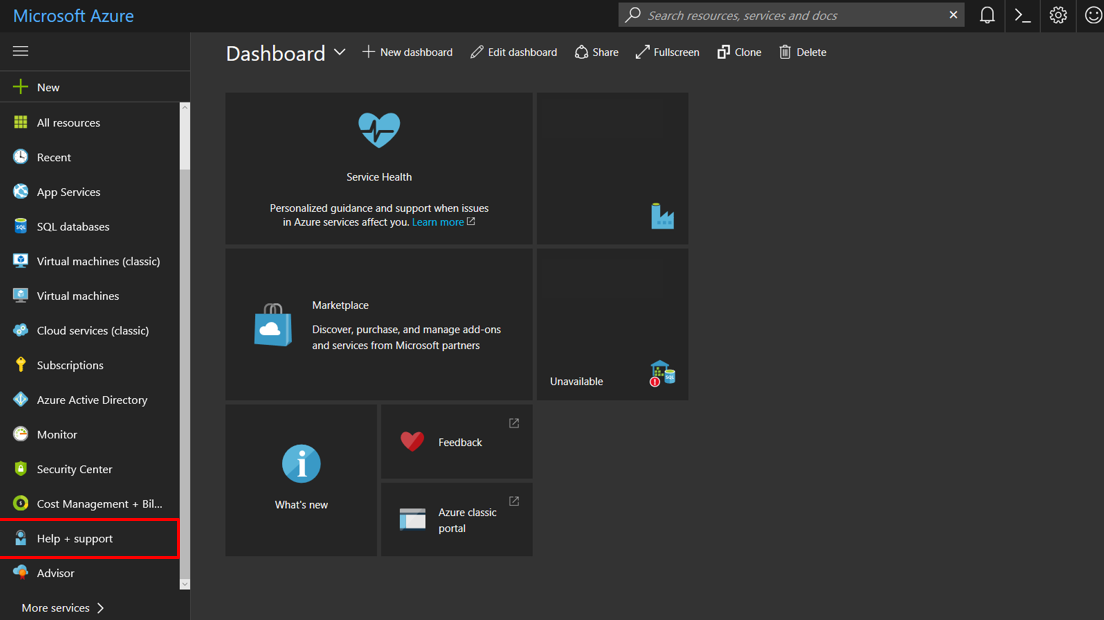 Microsoft Azure
Search resources, services and docs
New
All resources
Recent
App Services
SQL databases
Virtual machines (classic)
Virtual machines
Cloud services (classic)
Subscriptions
Azure Active Directory
Monitor
Security Center
Cost Management + Bil...
Help + support
Advisor
More services
Dashboard
New dashboard
Edit dashboard
Share
Fullscreen
Clone
Delete
Service Health
Personalized guidance and support when issues
in Azure services affect you. Learn more
Marketplace
Discover, purchase, and manage add-ons
and services from Microsoft partners
Unavailable
What's new
Feedback
Azure classic
portal